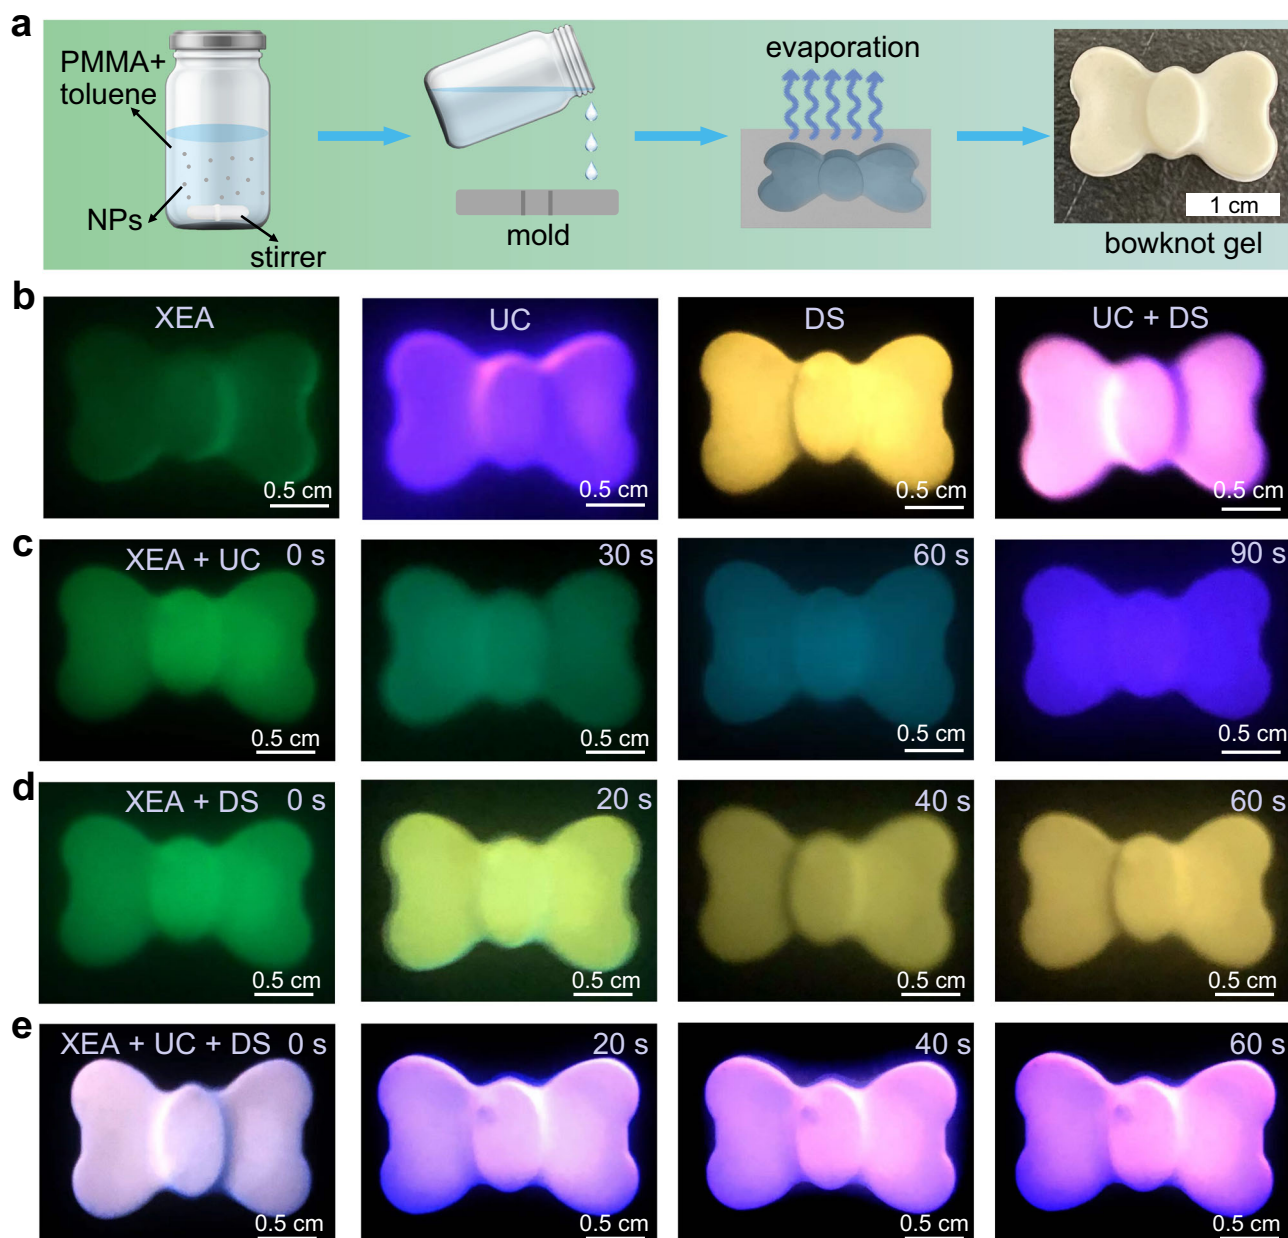 a
PMMA+
toluene
NPs
stirrer
mold
evaporation
1 cm
bowknot gel
b
XEA
0.5 cm
UC
0.5 cm
DS
0.5 cm
UC + DS
0.5 cm
c
XEA + UC 0 s
0.5 cm
30 s
0.5 cm
60 s
0.5 cm
90 s
0.5 cm
d
XEA + DS 0 s
0.5 cm
20 s
0.5 cm
40 s
0.5 cm
60 s
0.5 cm
e
XEA + UC + DS 0 s
0.5 cm
20 s
0.5 cm
40 s
0.5 cm
60 s
0.5 cm